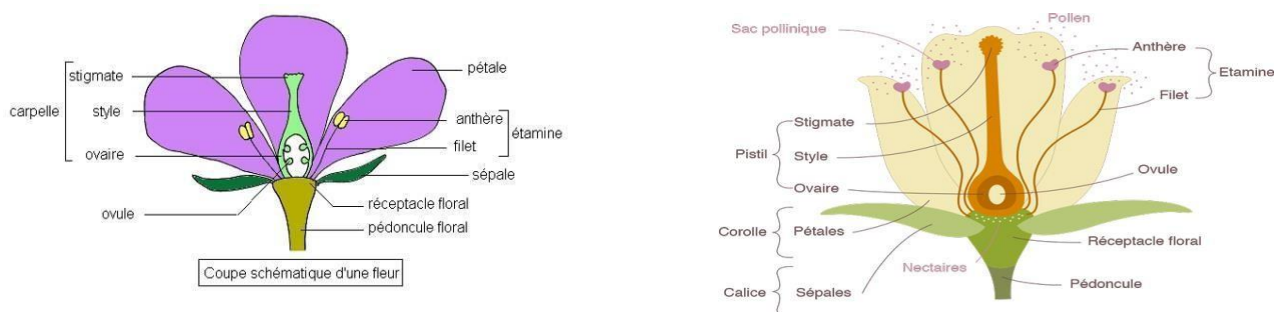 stigmate
pétale
carpelle
style
anthère
étamine
ovaire
filet
sépale
ovule
réceptacle floral
pédoncule floral
Coupe schématique d'une fleur
Pollen
Sac pollinique
Anthère
Etamine
Filet
Stigmate
Pistil
Style
Ovule
Ovaire
Corolle
Pétales
Réceptacle floral
Nectaires
Pédoncule
Calice
Sépales